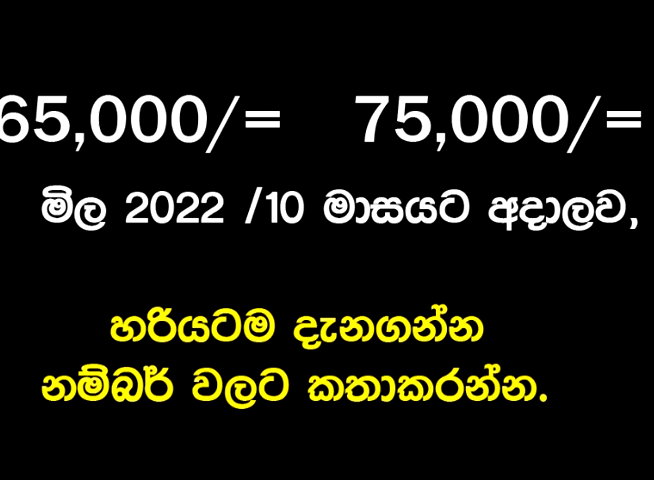 65,000/= 75,000/=
මිල 2022 /10 මාසයට අදාලව,
හරියටම දැනගන්න
නම්බර් වලට කතාකරන්න.